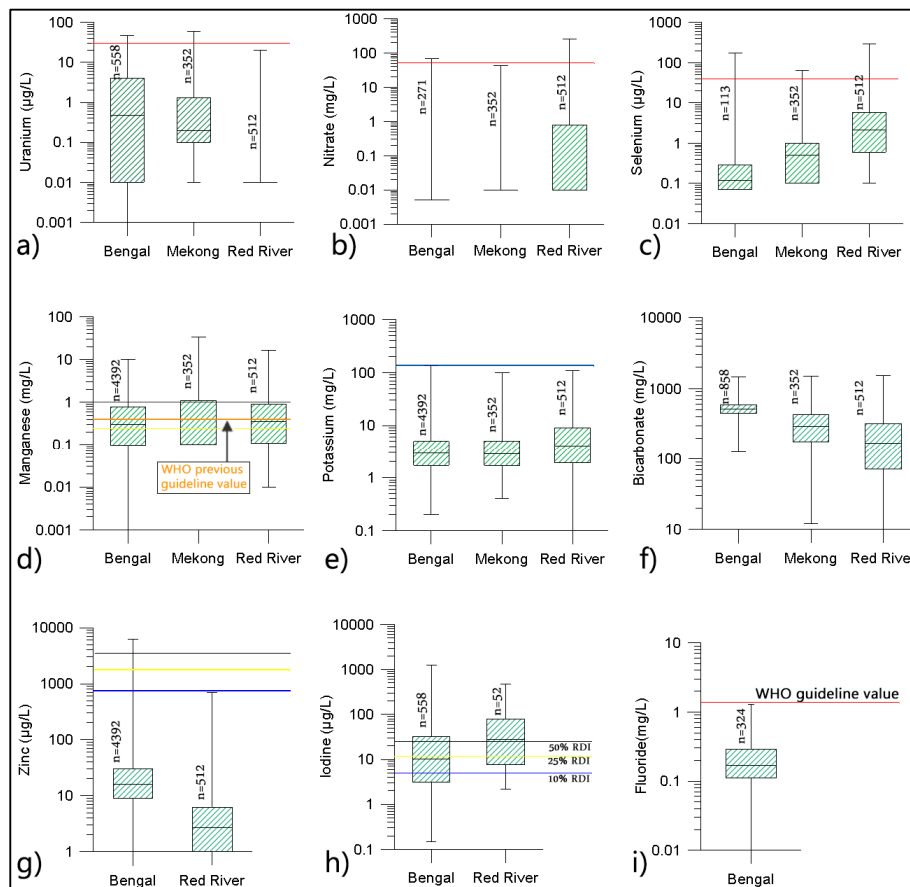 100
10
1
0.1
0.01
0.001
Uranium (µg/L)
n=558
n=352
n=512
Bengal Mekong Red River
a)
1000
100
10
1
0.1
0.01
0.001
Nitrate (mg/L)
n=271
n=352
n=512
Bengal Mekong Red River
b)
1000
100
10
1
0.1
0.01
Selenium (µg/L)
n=113
n=352
n=512
Bengal Mekong Red River
c)
100
10
1
0.1
0.01
0.001
Manganese (mg/L)
n=4392
n=352
n=512
WHO previous
guideline value
Bengal Mekong Red River
d)
1000
100
10
1
0.1
Potassium (mg/L)
n=4392
n=352
n=512
Bengal Mekong Red River
e)
10000
1000
100
10
Bicarbonate (mg/L)
n=858
n=352
n=512
Bengal Mekong Red River
f)
10000
1000
100
10
1
Zinc (µg/L)
n=4392
n=512
Bengal Red River
g)
10000
1000
100
10
1
0.1
Iodine (µg/L)
n=558
n=52
50% RDI
25% RDI
10% RDI
Bengal Red River
h)
10
1
0.1
0.01
Fluoride(mg/L)
WHO guideline value
n=324
Bengal
i)